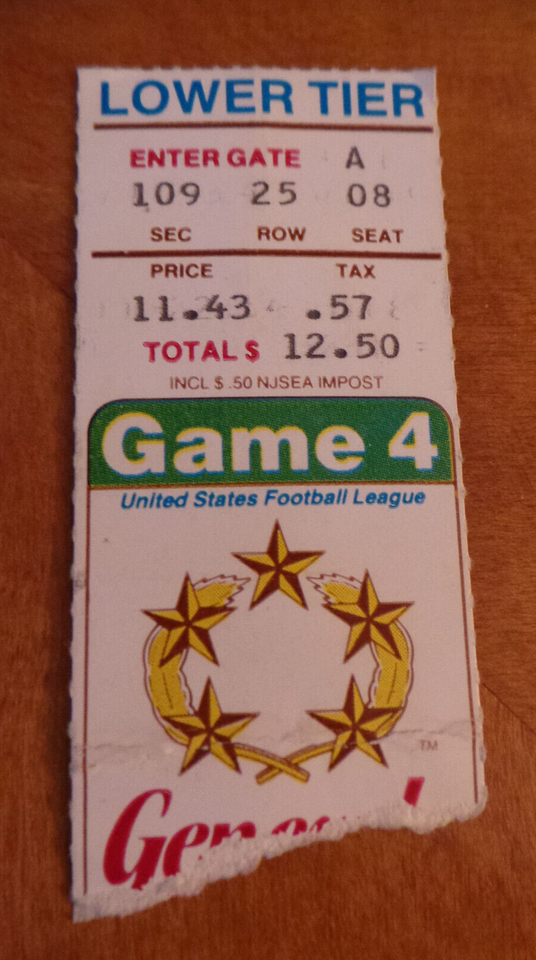 LOWER TIER
ENTER GATE A
109 25 08
SEC ROW SEAT
PRICE TAX
11.43 .57
TOTAL $ 12.50
INCL $ .50 NJSEA IMPOST
Game 4
United States Football League
TM